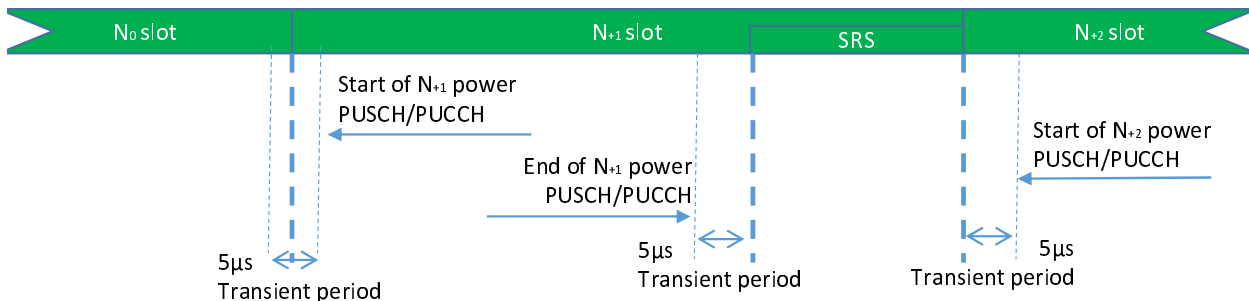 N₀ slot
N₊₁ slot
SRS
N₊₂ slot
Start of N₊₁ power
PUSCH/PUCCH
End of N₊₁ power
PUSCH/PUCCH
Start of N₊₂ power
PUSCH/PUCCH
5µs
Transient period
5µs
Transient period
5µs
Transient period